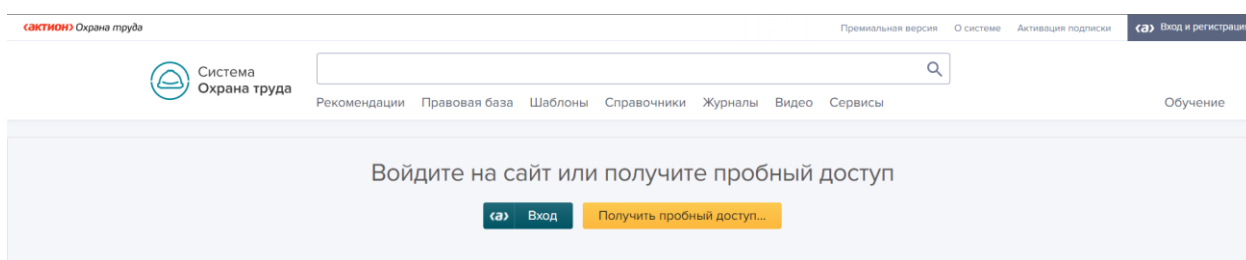 ‹актион› Охрана труда
Премиальная версия О системе Активация подписки ‹а› Вход и регистрация
Система
Охрана труда
Рекомендации Правовая база Шаблоны Справочники Журналы Видео Сервисы Обучение
Войдите на сайт или получите пробный доступ
‹а› Вход Получить пробный доступ...